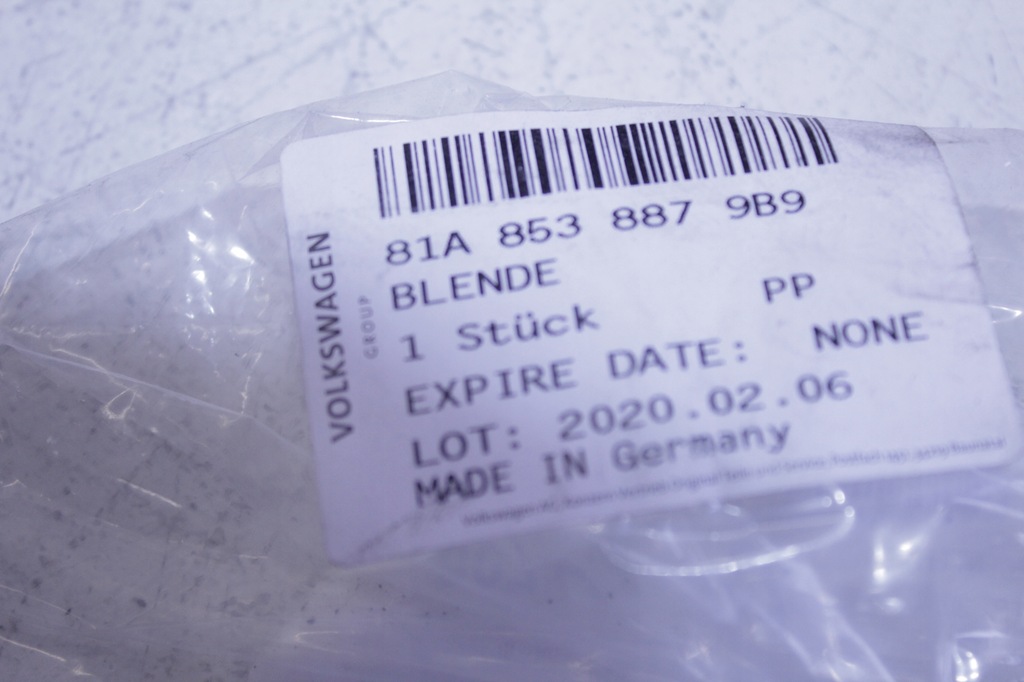 81A 853 887 9B9
BLENDE
1 Stück PP
EXPIRE DATE: NONE
LOT: 2020.02.06
MADE IN Germany
VOLKSWAGEN
GROUP